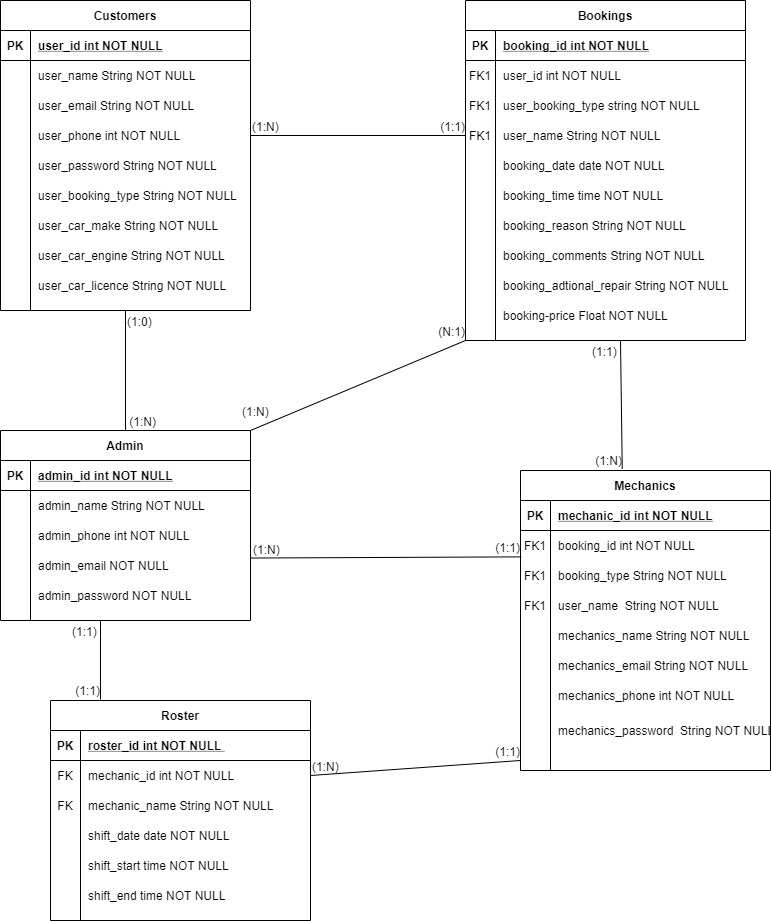 Customers
PK user_id int NOT NULL
user_name String NOT NULL
user_email String NOT NULL
user_phone int NOT NULL
user_password String NOT NULL
user_booking_type String NOT NULL
user_car_make String NOT NULL
user_car_engine String NOT NULL
user_car_licence String NOT NULL
Bookings
PK booking_id int NOT NULL
FK1 user_id int NOT NULL
FK1 user_booking_type string NOT NULL
FK1 user_name String NOT NULL
booking_date date NOT NULL
booking_time time NOT NULL
booking_reason String NOT NULL
booking_comments String NOT NULL
booking_adtional_repair String NOT NULL
booking-price Float NOT NULL
(1:N) (1:1)
(1:0)
(1:N)
(N:1)
(1:N)
(1:1)
(1:N)
Admin
PK admin_id int NOT NULL
admin_name String NOT NULL
admin_phone int NOT NULL
admin_email NOT NULL
admin_password NOT NULL
Mechanics
PK mechanic_id int NOT NULL
FK1 booking_id int NOT NULL
FK1 booking_type String NOT NULL
FK1 user_name String NOT NULL
mechanics_name String NOT NULL
mechanics_email String NOT NULL
mechanics_phone int NOT NULL
mechanics_password String NOT NULL
(1:N) (1:1)
(1:1)
(1:1)
Roster
PK roster_id int NOT NULL
FK mechanic_id int NOT NULL
FK mechanic_name String NOT NULL
shift_date date NOT NULL
shift_start time NOT NULL
shift_end time NOT NULL
(1:N) (1:1)